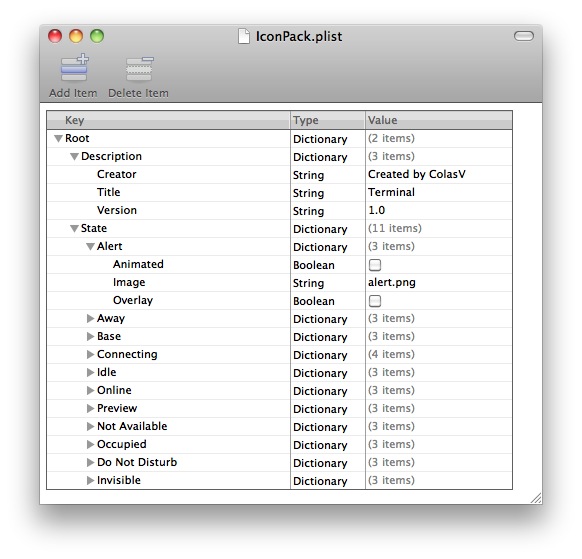 IconPack.plist
Add Item Delete Item
Key Type Value
Root Dictionary (2 items)
Description Dictionary (3 items)
Creator String Created by ColasV
Title String Terminal
Version String 1.0
State Dictionary (11 items)
Alert Dictionary (3 items)
Animated Boolean
Image String alert.png
Overlay Boolean
Away Dictionary (3 items)
Base Dictionary (3 items)
Connecting Dictionary (4 items)
Idle Dictionary (3 items)
Online Dictionary (3 items)
Preview Dictionary (3 items)
Not Available Dictionary (3 items)
Occupied Dictionary (3 items)
Do Not Disturb Dictionary (3 items)
Invisible Dictionary (3 items)